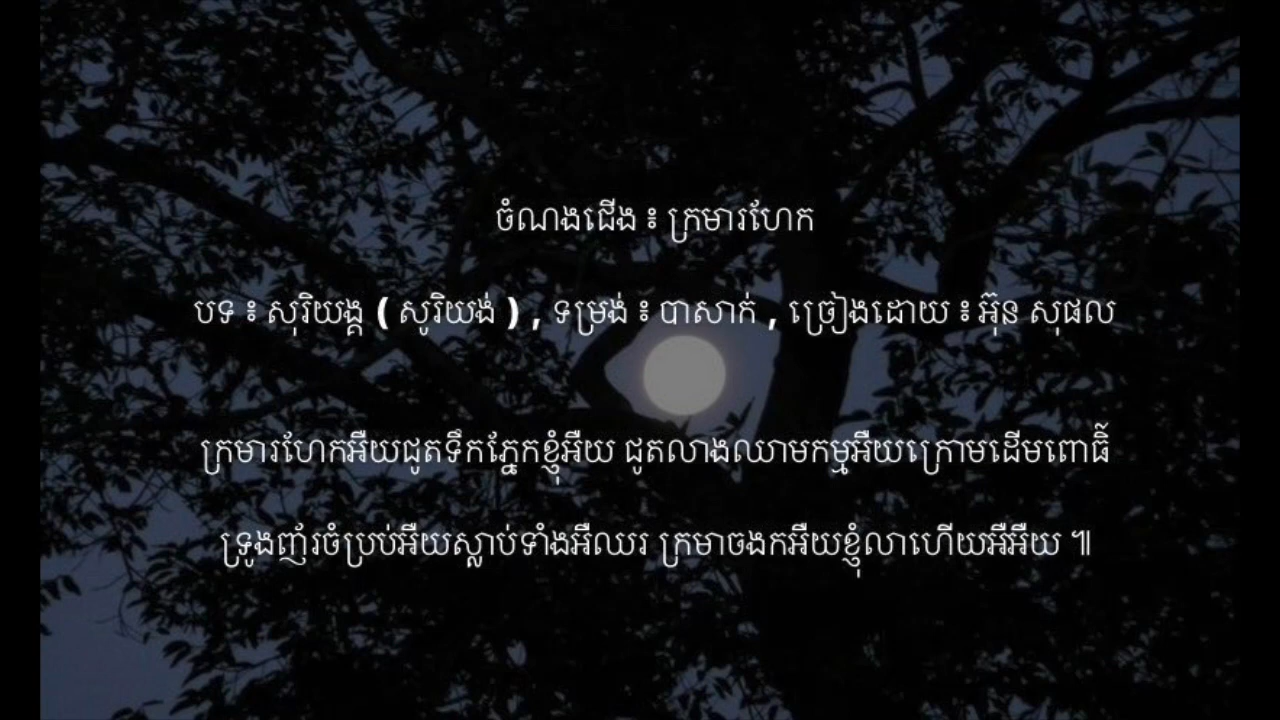 ចំណងជើង ៖ ក្រមារហែក
បទ ៖ សុរិយង្គ ( សូរិយង់ ) , ទម្រង់ ៖ បាសាក់ , ច្រៀងដោយ ៖ អ៊ុន សុផល
ក្រមារហែកអឺយជូតទឹកភ្នែកខ្ញុំអឺយ ជូតលាងឈាមកម្មអឺយក្រោមដើមពោធិ៍
ទ្រូងញ័រចំប្រប់អឺយស្លាប់ទាំងអឺឈរ ក្រមាចងកអឺយខ្ញុំលាហើយអឺអឺយ ៕